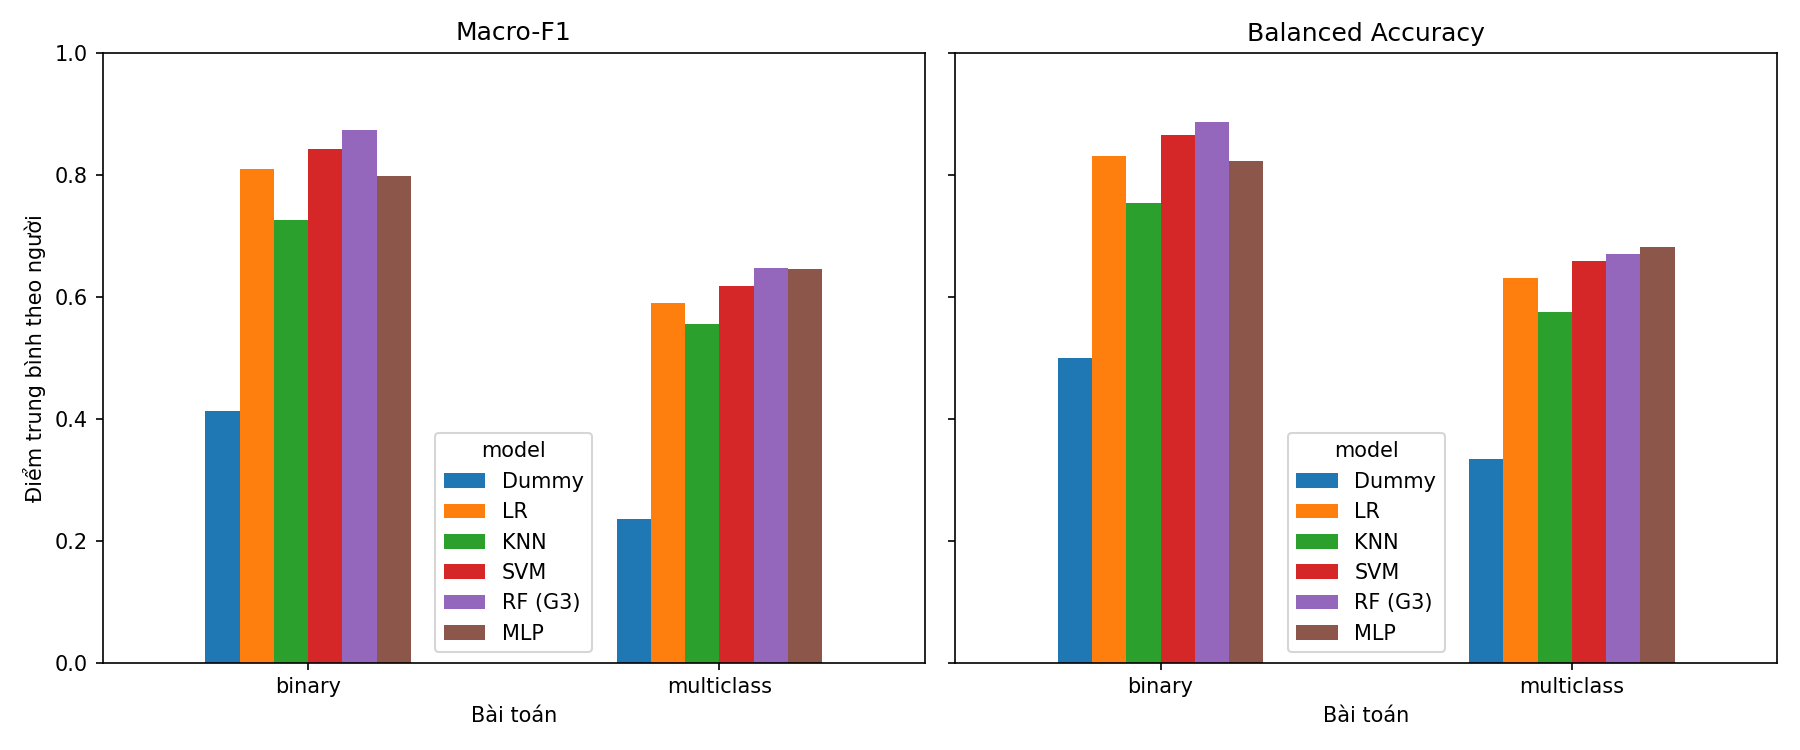 Macro-F1
Balanced Accuracy
Điểm trung bình theo người
1.0
0.8
0.6
0.4
0.2
0.0
model
Dummy
LR
KNN
SVM
RF (G3)
MLP
binary
multiclass
Bài toán
model
Dummy
LR
KNN
SVM
RF (G3)
MLP
binary
multiclass
Bài toán